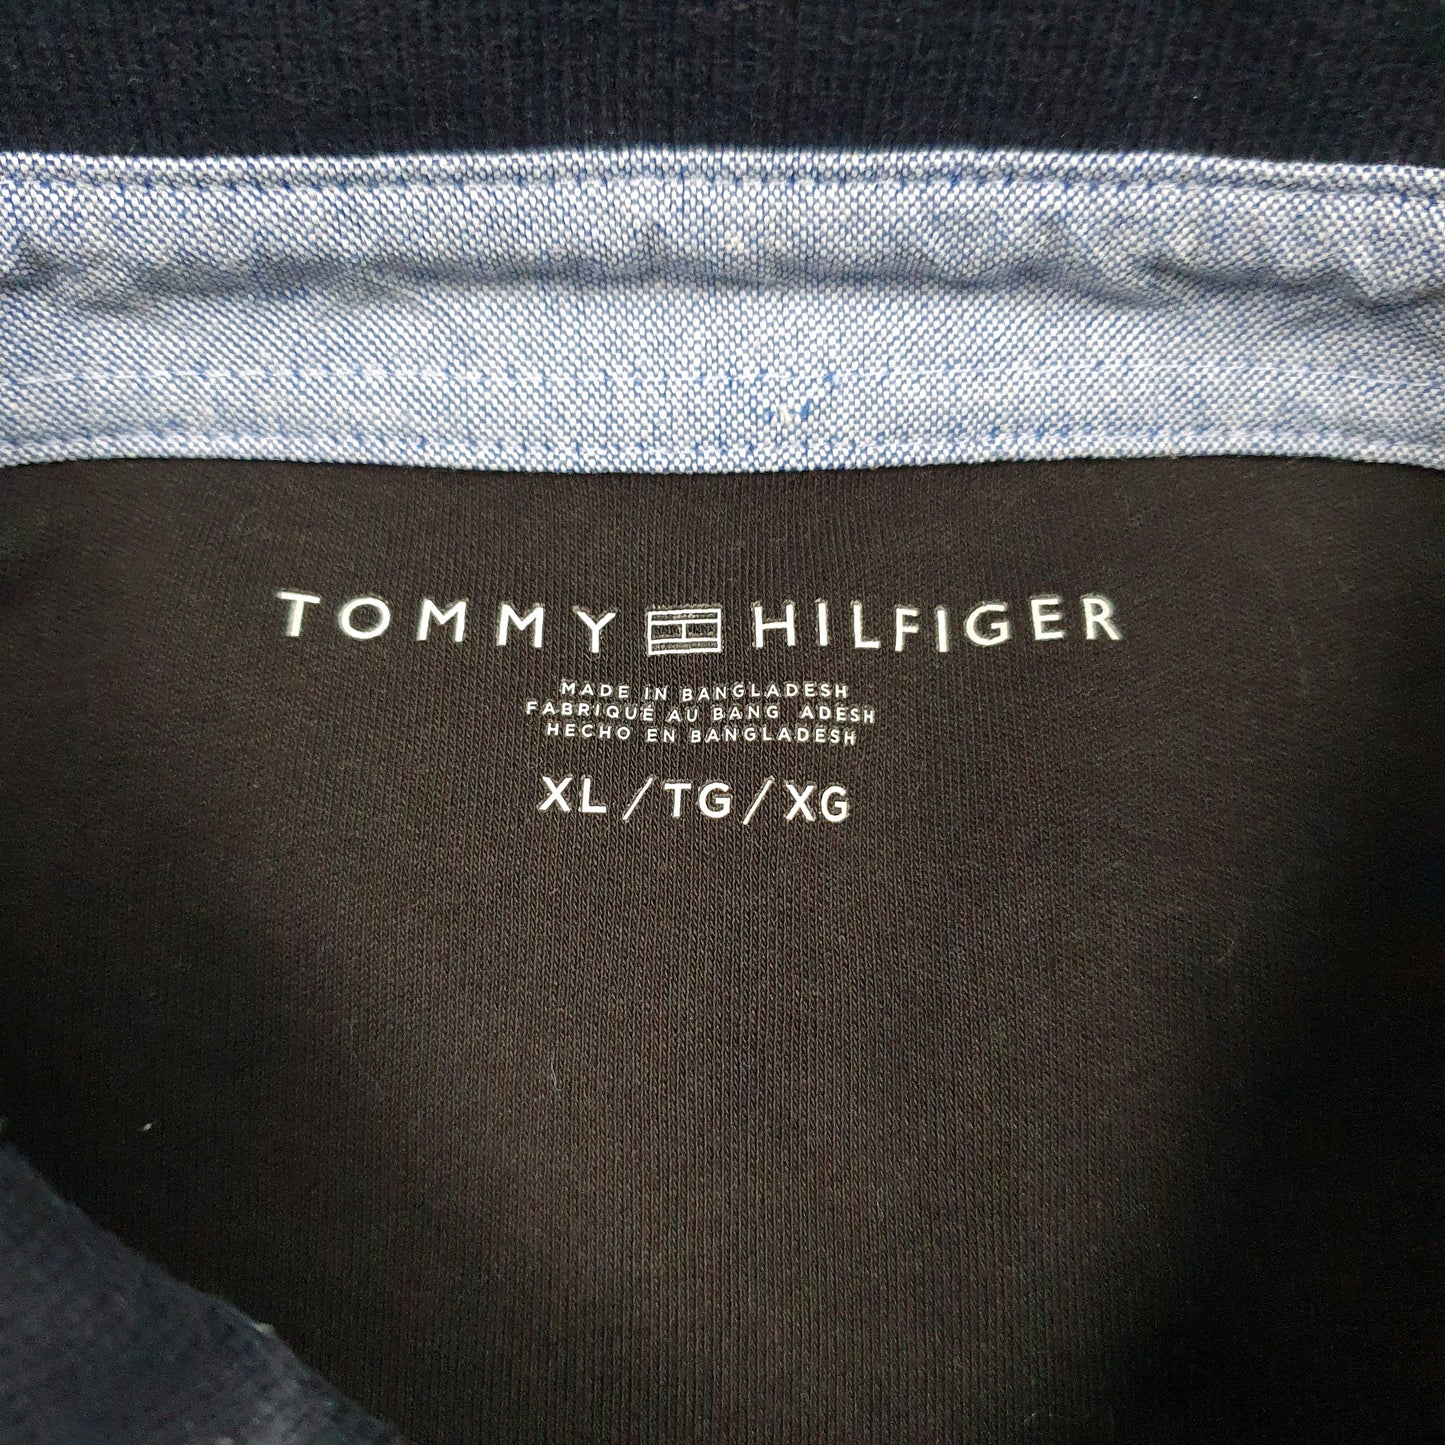 TOMMY HILFIGER
MADE IN BANGLADESH
FABRIQUÉ AU BANG ADESH
HECHO EN BANGLADESH
XL/TG/XG